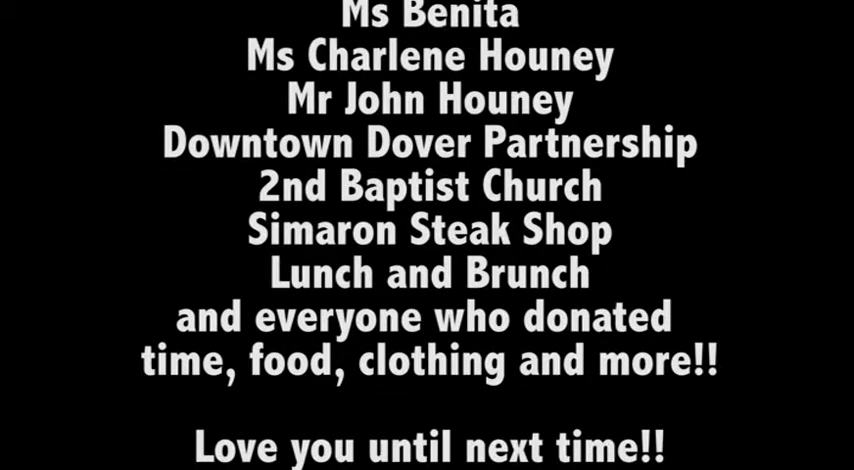 Ms Benita
Ms Charlene Houney
Mr John Houney
Downtown Dover Partnership
2nd Baptist Church
Simaron Steak Shop
Lunch and Brunch
and everyone who donated
time, food, clothing and more!!
Love you until next time!!